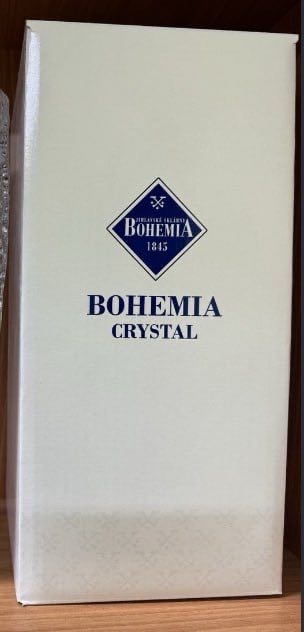 JIHLAVSKÉ SKLÁRNY
BOHEMIA
1845
BOHEMIA
CRYSTAL